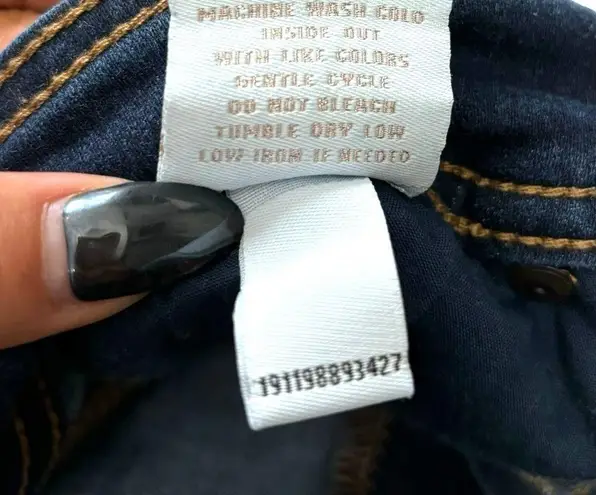 MACHINE WASH COLD
INSIDE OUT
WITH LIKE COLORS
GENTLE CYCLE
DO NOT BLEACH
TUMBLE DRY LOW
LOW IRON IF NEEDED
191198893427